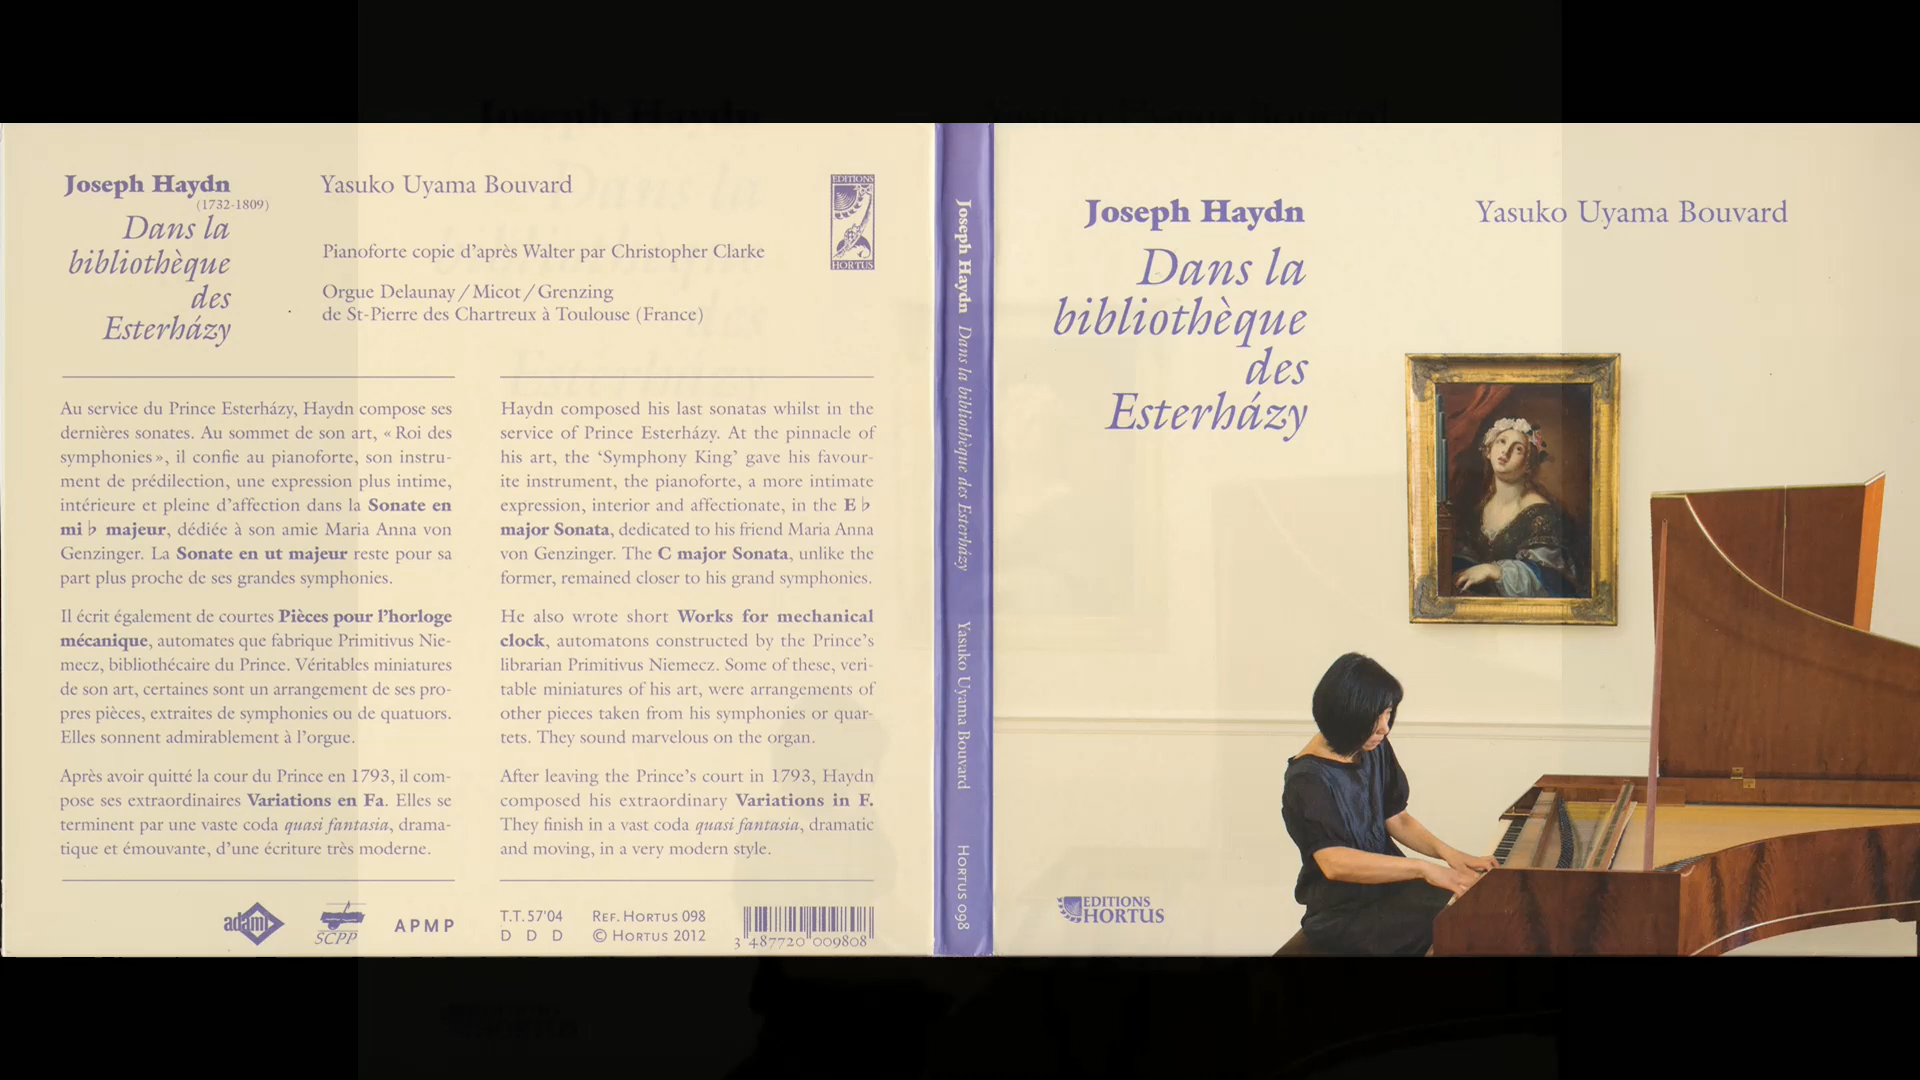 Joseph Haydn
(1732-1809)
Dans la
bibliothèque
des
Esterházy
Yasuko Uyama Bouvard
Pianoforte copie d'après Walter par Christopher Clarke
Orgue Delaunay / Micot / Grenzing
de St-Pierre des Chartreux à Toulouse (France)
EDITIONS
HORTUS
Au service du Prince Esterházy, Haydn compose ses
dernières sonates. Au sommet de son art, « Roi des
symphonies », il confie au pianoforte, son instru-
ment de prédilection, une expression plus intime,
intérieure et pleine d'affection dans la Sonate en
mi ♭ majeur, dédiée à son amie Maria Anna von
Genzinger. La Sonate en ut majeur reste pour sa
part plus proche de ses grandes symphonies.
Il écrit également de courtes Pièces pour l'horloge
mécanique, automates que fabrique Primitivus Nie-
mecz, bibliothécaire du Prince. Véritables miniatures
de son art, certaines sont un arrangement de ses pro-
pres pièces, extraites de symphonies ou de quatuors.
Elles sonnent admirablement à l'orgue.
Après avoir quitté la cour du Prince en 1793, il com-
pose ses extraordinaires Variations en Fa. Elles se
terminent par une vaste coda quasi fantasia, drama-
tique et émouvante, d'une écriture très moderne.
Haydn composed his last sonatas whilst in the
service of Prince Esterházy. At the pinnacle of
his art, the 'Symphony King' gave his favour-
ite instrument, the pianoforte, a more intimate
expression, interior and affectionate, in the E ♭
major Sonata, dedicated to his friend Maria Anna
von Genzinger. The C major Sonata, unlike the
former, remained closer to his grand symphonies.
He also wrote short Works for mechanical
clock, automatons constructed by the Prince's
librarian Primitivus Niemecz. Some of these, veri-
table miniatures of his art, were arrangements of
other pieces taken from his symphonies or quar-
tets. They sound marvelous on the organ.
After leaving the Prince's court in 1793, Haydn
composed his extraordinary Variations in F.
They finish in a vast coda quasi fantasia, dramatic
and moving, in a very modern style.
adami
SCPP
APMP
T.T. 57'04
D D D
REF. HORTUS 098
© HORTUS 2012
3 487720 009808
Joseph Haydn Dans la bibliothèque des Esterházy Yasuko Uyama Bouvard HORTUS 098
Joseph Haydn
Dans la
bibliothèque
des
Esterházy
Yasuko Uyama Bouvard
EDITIONS
HORTUS